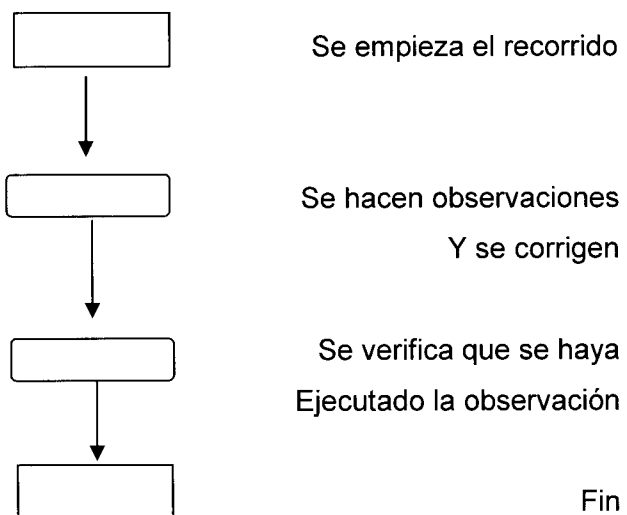 Se empieza el recorrido
Se hacen observaciones
Y se corrigen
Se verifica que se haya
Ejecutado la observación
Fin